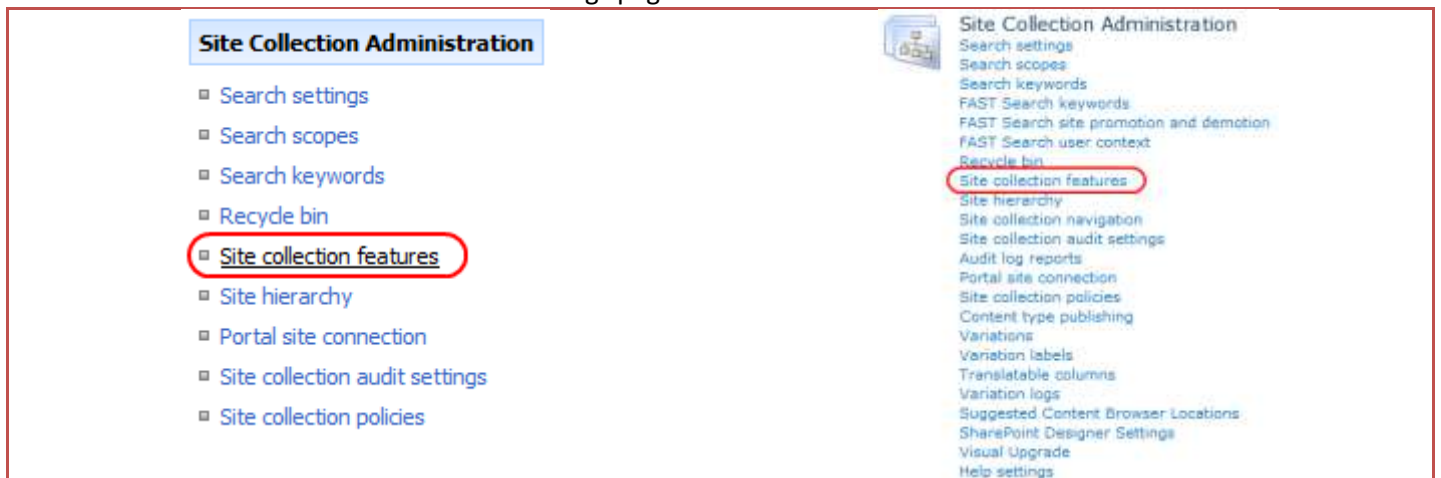 Site Collection Administration
Search settings
Search scopes
Search keywords
Recycle bin
Site collection features
Site hierarchy
Portal site connection
Site collection audit settings
Site collection policies
Site Collection Administration
Search settings
Search scopes
Search keywords
FAST Search keywords
FAST Search site promotion and demotion
FAST Search user context
Recycle bin
Site collection features
Site hierarchy
Site collection navigation
Site collection audit settings
Audit log reports
Portal site connection
Site collection policies
Content type publishing
Variations
Variation labels
Translatable columns
Variation logs
Suggested Content Browser Locations
SharePoint Designer Settings
Visual Upgrade
Help settings